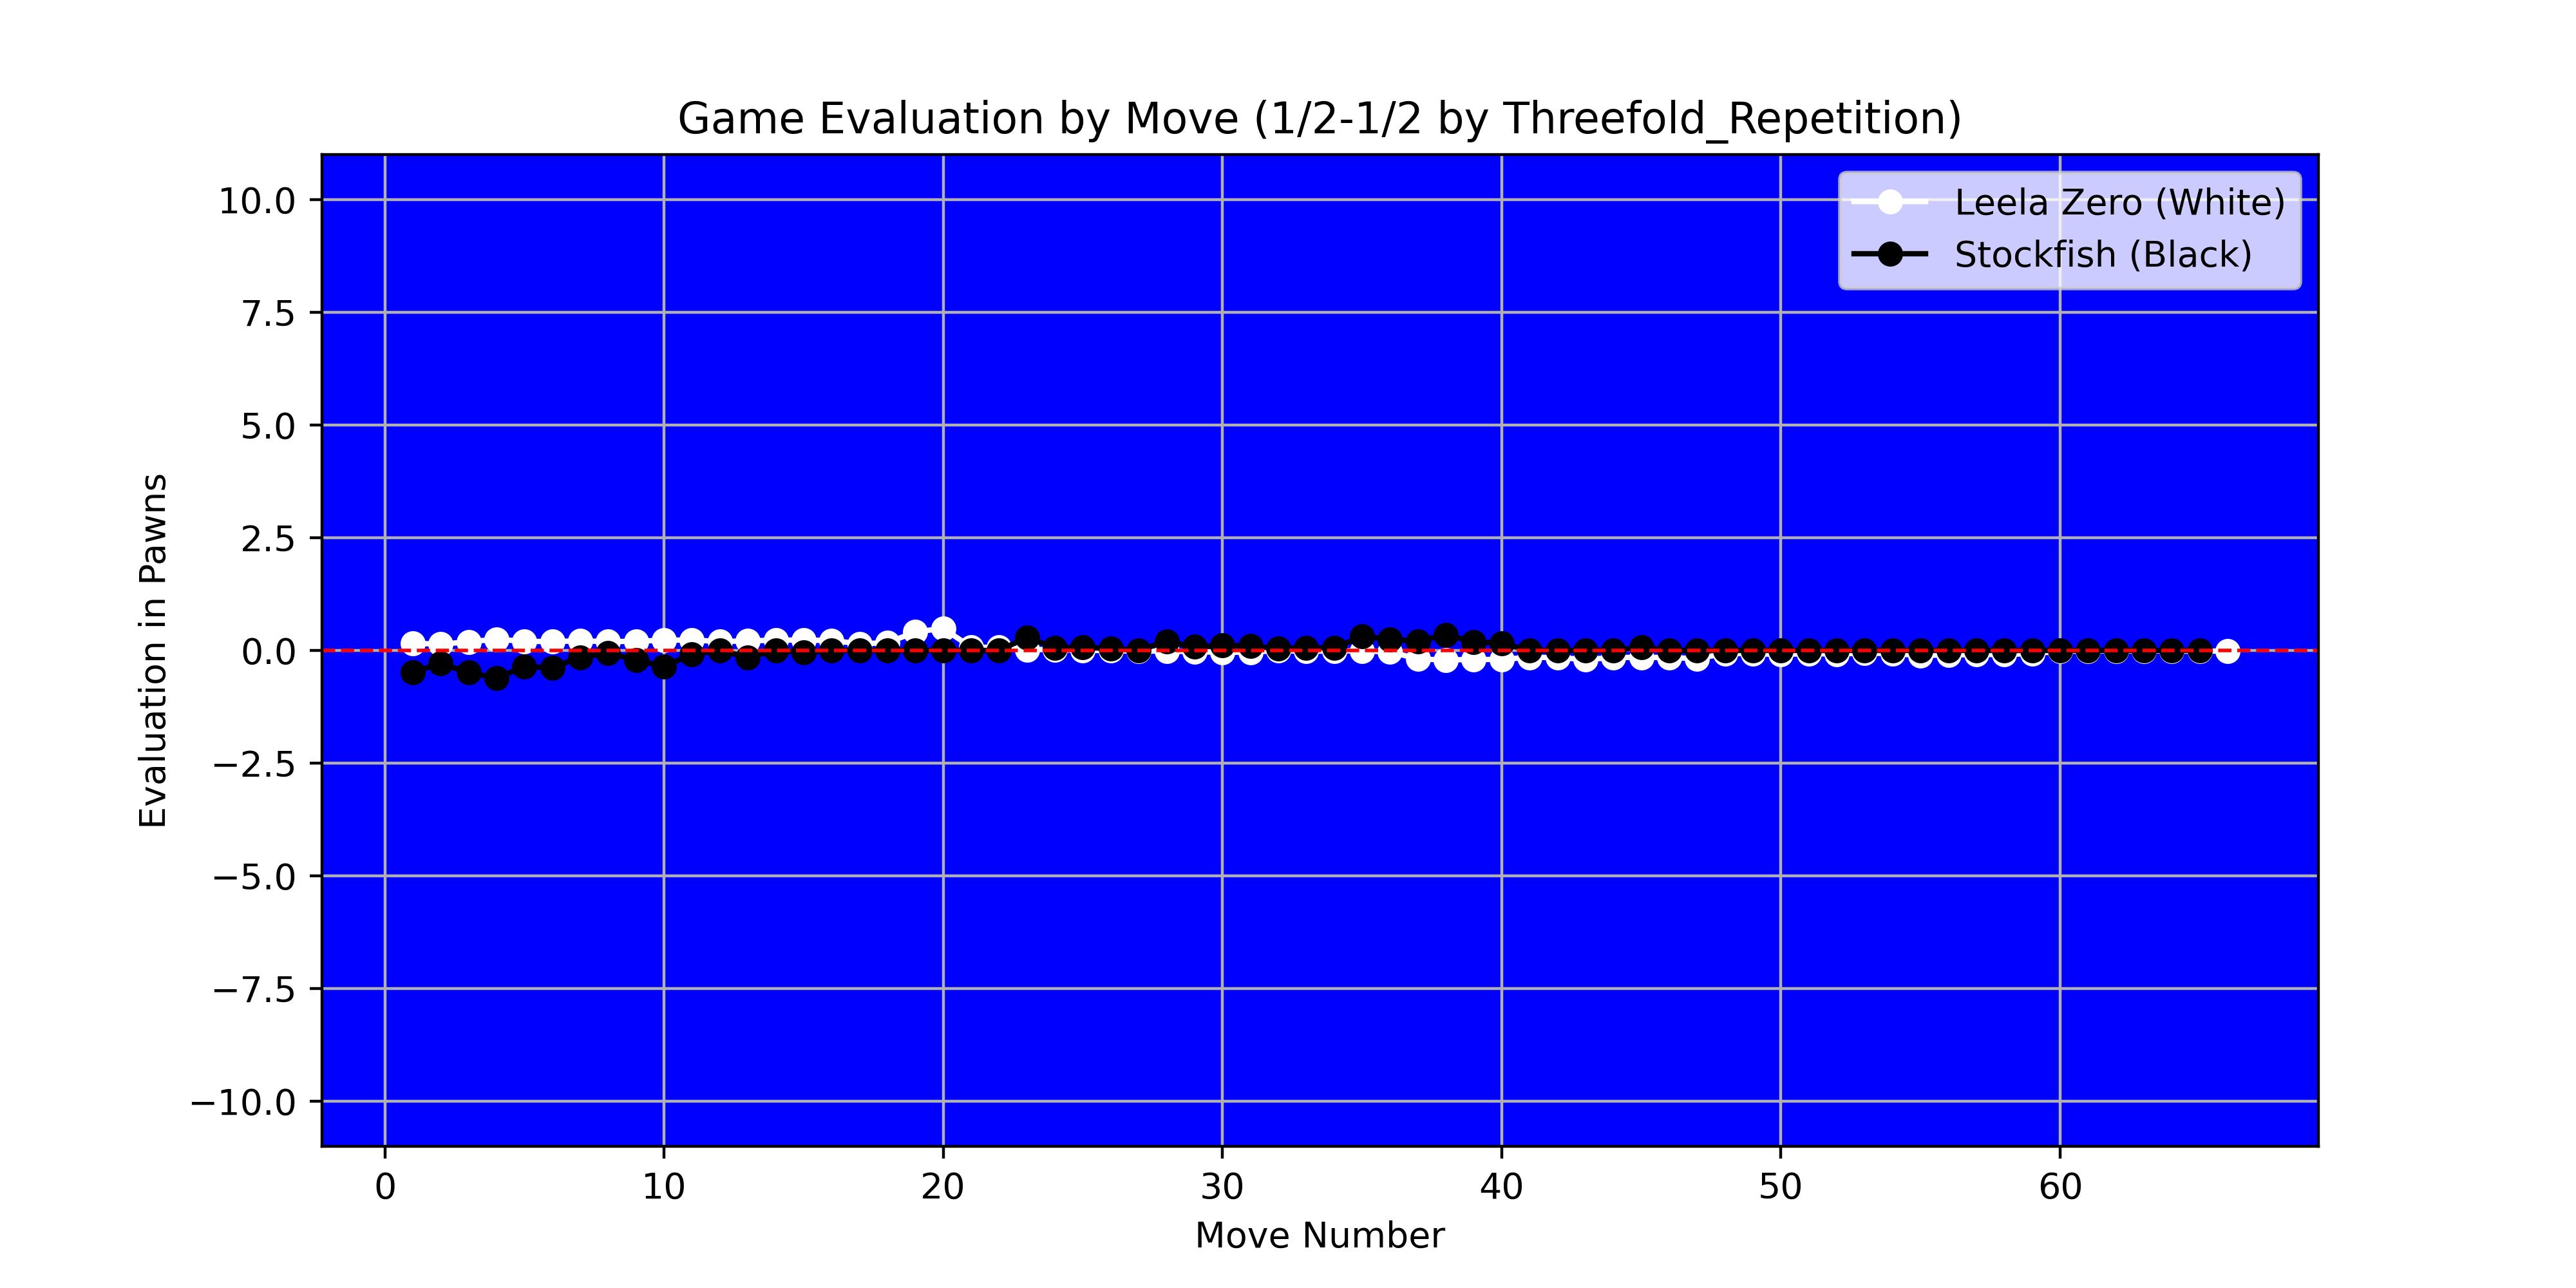 Game Evaluation by Move (1/2-1/2 by Threefold_Repetition)
Leela Zero (White)
Stockfish (Black)
Evaluation in Pawns
10.0
7.5
5.0
2.5
0.0
−2.5
−5.0
−7.5
−10.0
0 10 20 30 40 50 60
Move Number